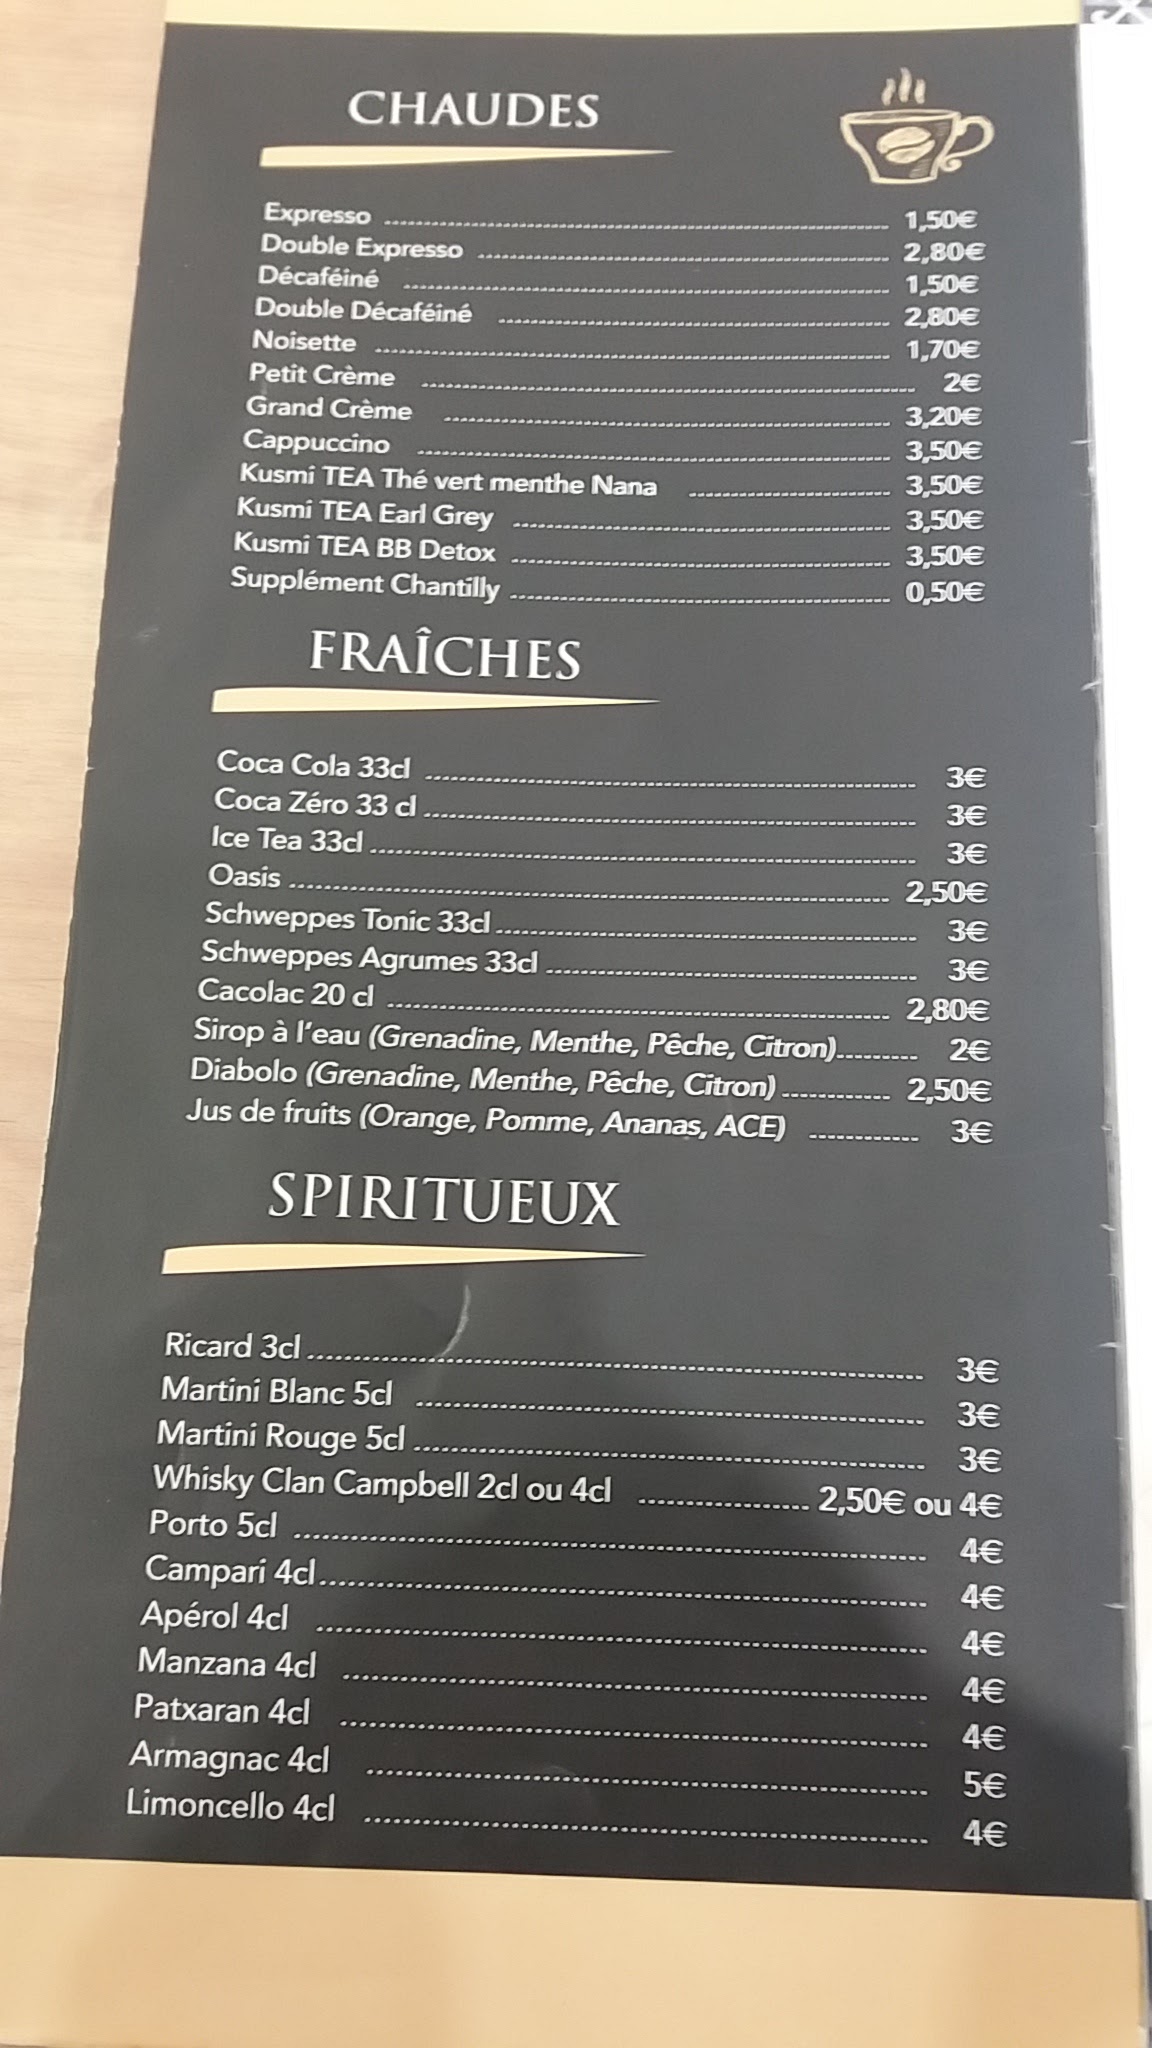 CHAUDES
Expresso 1,50€
Double Expresso 2,80€
Décaféiné 1,50€
Double Décaféiné 2,80€
Noisette 1,70€
Petit Crème 2€
Grand Crème 3,20€
Cappuccino 3,50€
Kusmi TEA Thé vert menthe Nana 3,50€
Kusmi TEA Earl Grey 3,50€
Kusmi TEA BB Detox 3,50€
Supplément Chantilly 0,50€
FRAÎCHES
Coca Cola 33cl 3€
Coca Zéro 33 cl 3€
Ice Tea 33cl 3€
Oasis 2,50€
Schweppes Tonic 33cl 3€
Schweppes Agrumes 33cl 3€
Cacolac 20 cl 2,80€
Sirop à l'eau (Grenadine, Menthe, Pêche, Citron) 2€
Diabolo (Grenadine, Menthe, Pêche, Citron) 2,50€
Jus de fruits (Orange, Pomme, Ananas, ACE) 3€
SPIRITUEUX
Ricard 3cl 3€
Martini Blanc 5cl 3€
Martini Rouge 5cl 3€
Whisky Clan Campbell 2cl ou 4cl 2,50€ ou 4€
Porto 5cl 4€
Campari 4cl 4€
Apérol 4cl 4€
Manzana 4cl 4€
Patxaran 4cl 4€
Armagnac 4cl 5€
Limoncello 4cl 4€